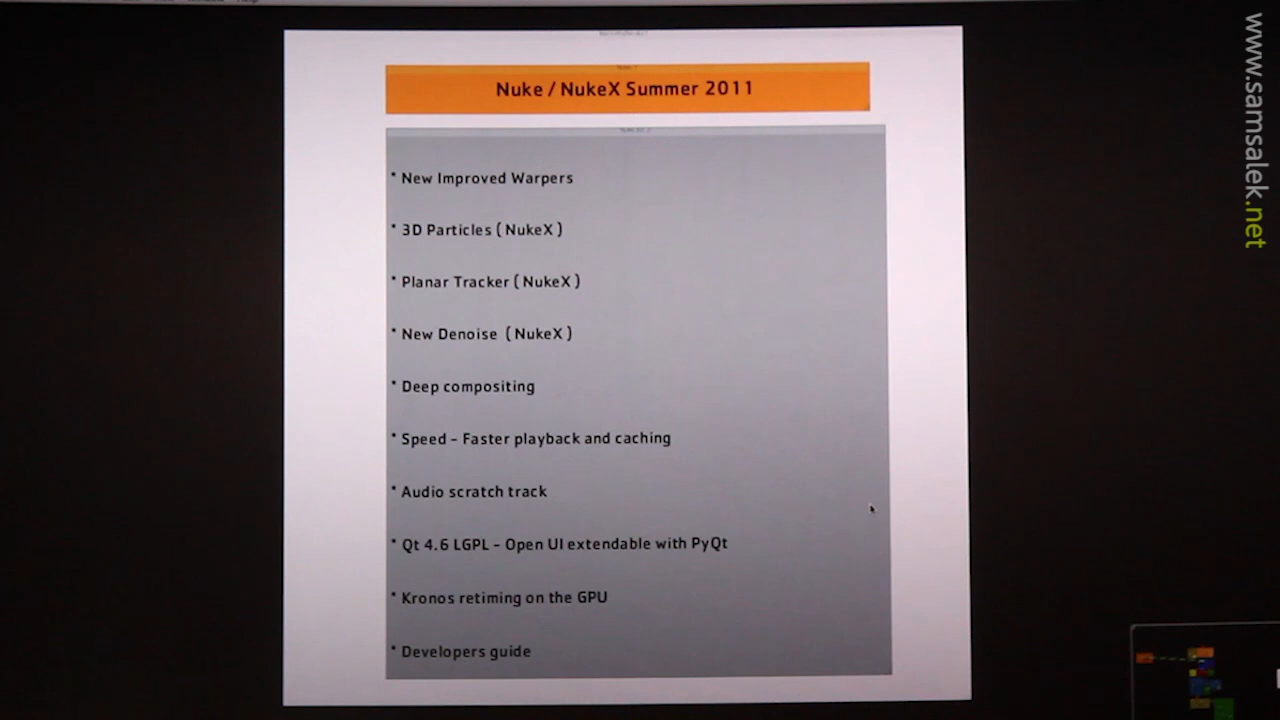 Nuke / NukeX Summer 2011
* New Improved Warpers
* 3D Particles ( NukeX )
* Planar Tracker ( NukeX )
* New Denoise ( NukeX )
* Deep compositing
* Speed - Faster playback and caching
* Audio scratch track
* Qt 4.6 LGPL - Open UI extendable with PyQt
* Kronos retiming on the GPU
* Developers guide
www.samsalek.net